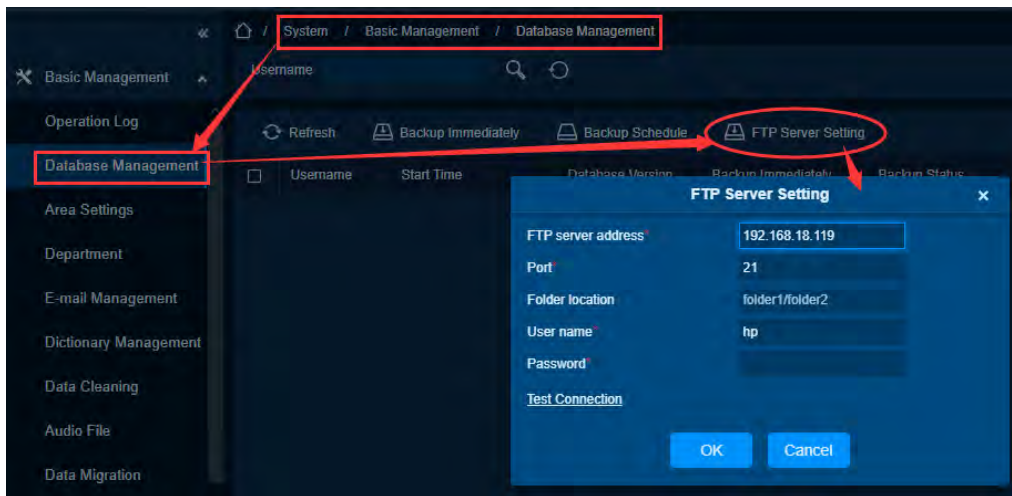 « / System / Basic Management / Database Management
Basic Management
Username
Operation Log
Database Management
Area Settings
Department
E-mail Management
Dictionary Management
Data Cleaning
Audio File
Data Migration
Refresh Backup Immediately Backup Schedule FTP Server Setting
Username Start Time Database Version Backup Immediately Backup Status
FTP Server Setting ×
FTP server address* 192.168.18.119
Port* 21
Folder location folder1/folder2
User name* hp
Password*
Test Connection
OK Cancel